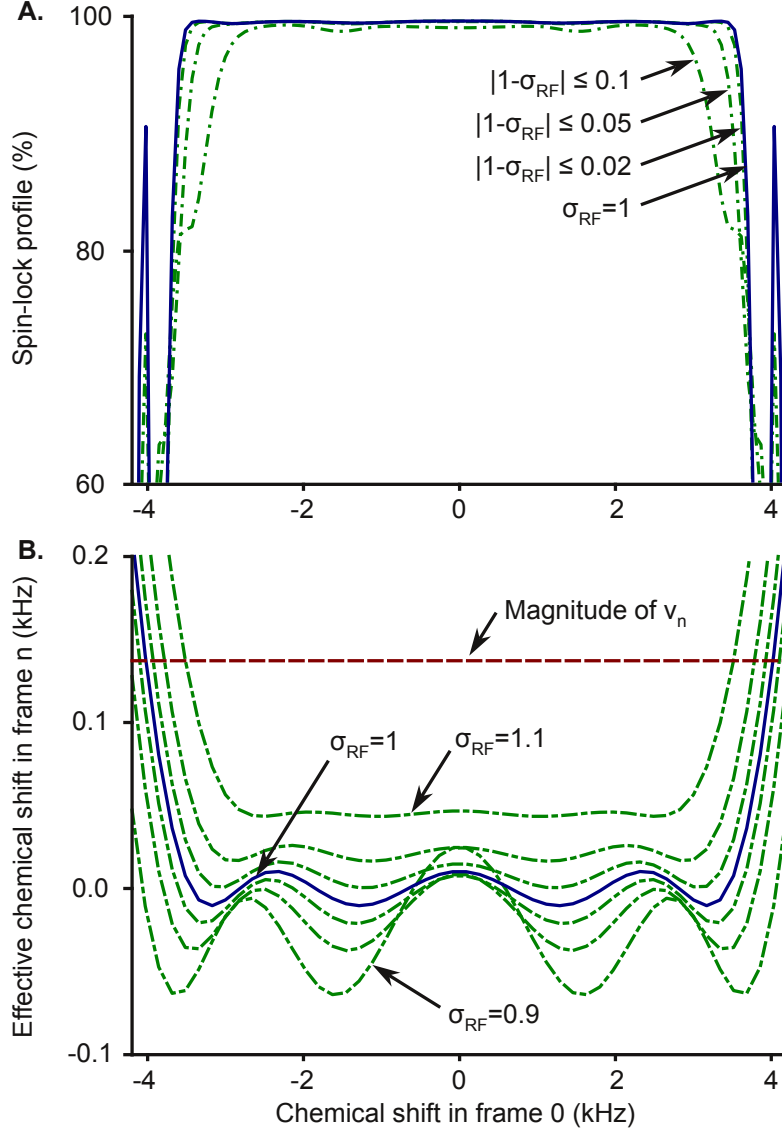 A.
100
80
60
Spin-lock profile (%)
|1-σRF| ≤ 0.1
|1-σRF| ≤ 0.05
|1-σRF| ≤ 0.02
σRF=1
-4
-2
0
2
4
B.
0.2
0.1
0.0
-0.1
Effective chemical shift in frame n (kHz)
Magnitude of vn
σRF=1
σRF=1.1
σRF=0.9
-4
-2
0
2
4
Chemical shift in frame 0 (kHz)